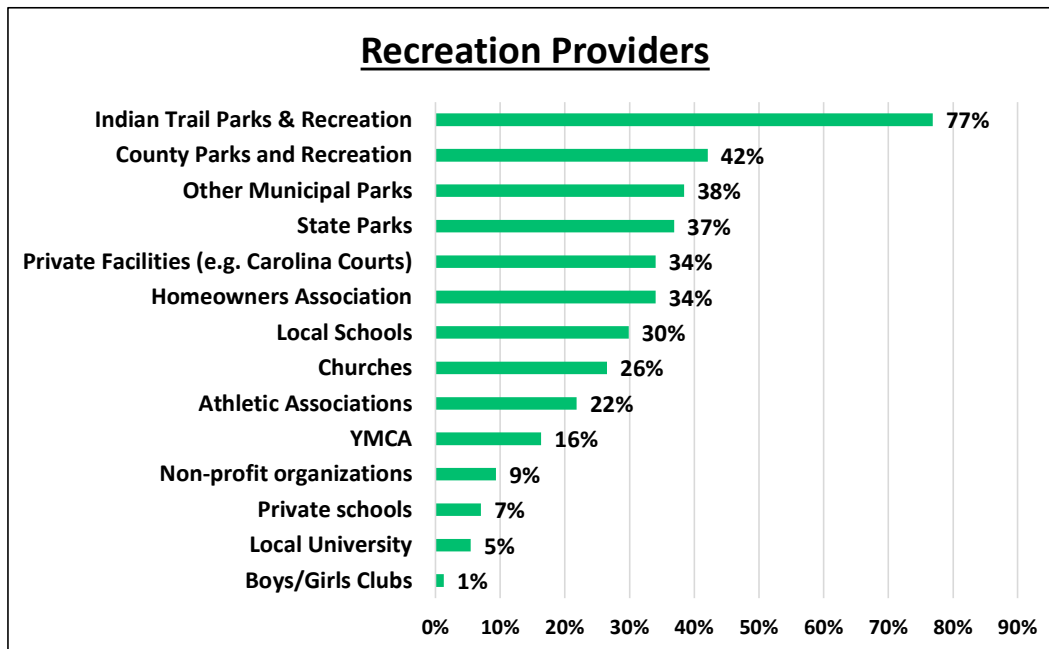 Recreation Providers
Indian Trail Parks & Recreation 77%
County Parks and Recreation 42%
Other Municipal Parks 38%
State Parks 37%
Private Facilities (e.g. Carolina Courts) 34%
Homeowners Association 34%
Local Schools 30%
Churches 26%
Athletic Associations 22%
YMCA 16%
Non-profit organizations 9%
Private schools 7%
Local University 5%
Boys/Girls Clubs 1%
0% 10% 20% 30% 40% 50% 60% 70% 80% 90%